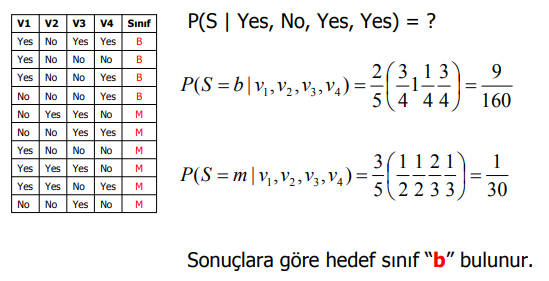 V1 V2 V3 V4 Sınıf
Yes No Yes Yes B
Yes No No No B
Yes No No Yes B
No No No Yes B
No Yes Yes No M
No No Yes Yes M
Yes No No No M
Yes Yes Yes No M
Yes Yes No Yes M
No No Yes No M
P(S | Yes, No, Yes, Yes) = ?
P(S = b | v₁, v₂, v₃, v₄) = 2/5 (3/4 1 1/4 3/4) = 9/160
P(S = m | v₁, v₂, v₃, v₄) = 3/5 (1/2 1/2 2/3 1/3) = 1/30
Sonuçlara göre hedef sınıf “b” bulunur.